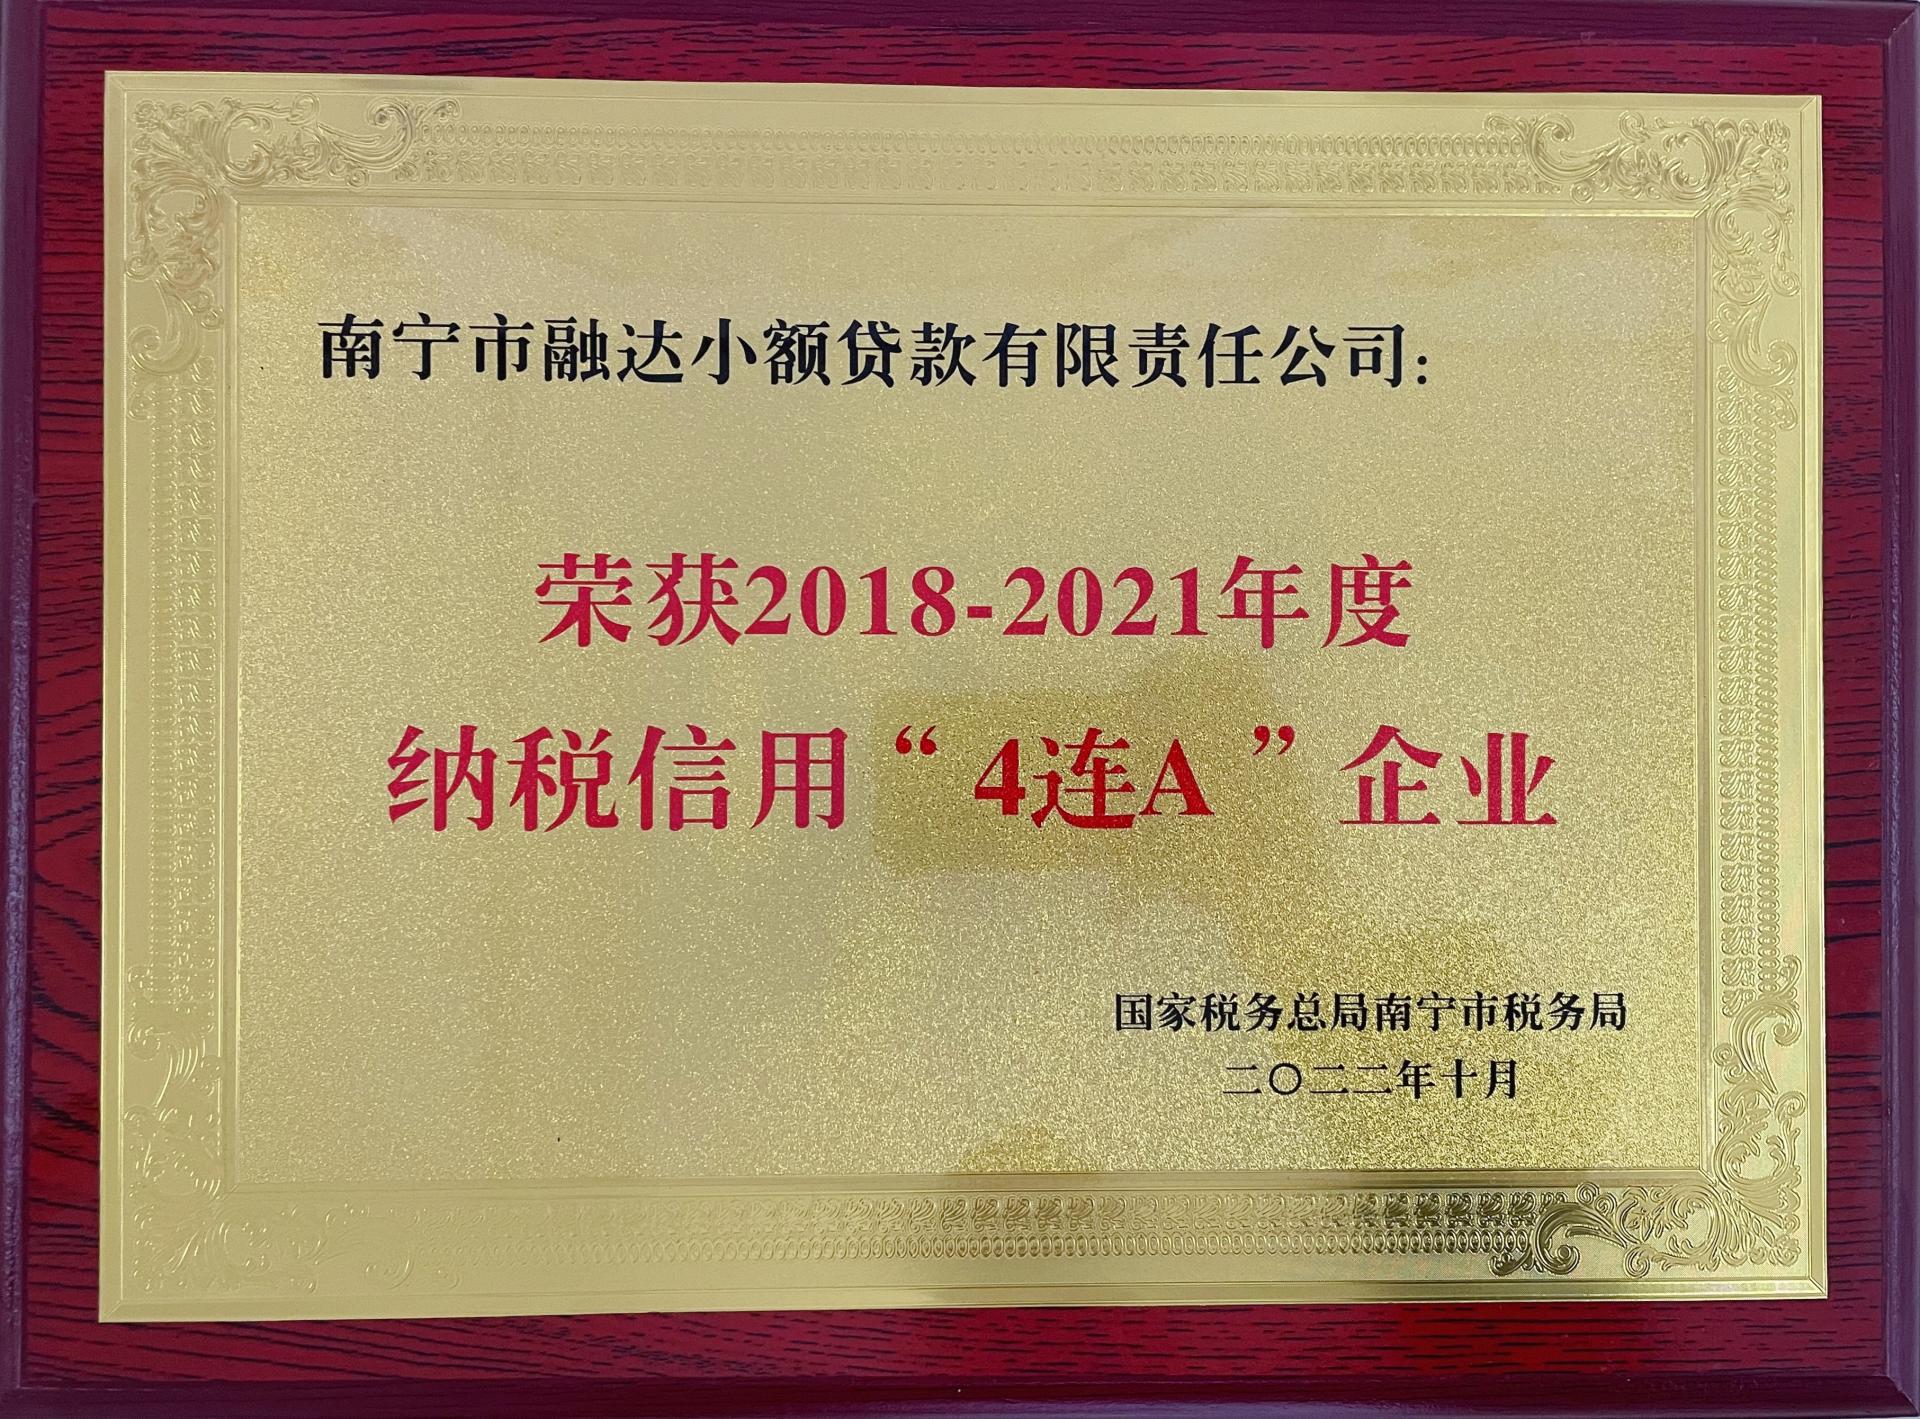 南宁市融达小额贷款有限责任公司：
荣获2018-2021年度
纳税信用“4连A”企业
国家税务总局南宁市税务局
二〇二二年十月